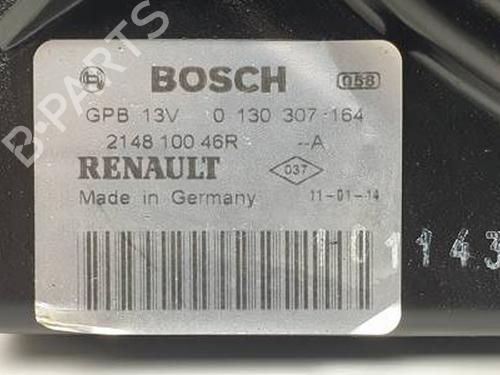 BOSCH 058
GPB 13V 0 130 307 164
2148 100 46R --A
RENAULT 037
Made in Germany 11-01-14
101143
B-PARTS